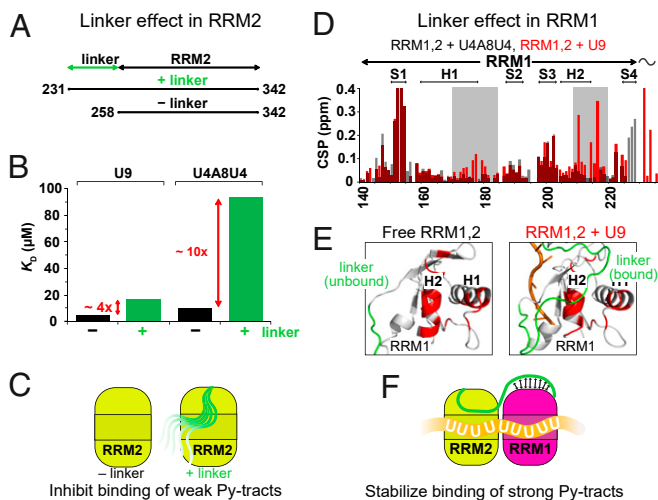 A
Linker effect in RRM2
linker RRM2
+ linker
231 342
– linker
258 342
B
U9 U4A8U4
100
80
60
40
20
0
K_D (µM)
~ 4x
~ 10x
– + – + linker
C
RRM2 RRM2
– linker + linker
Inhibit binding of weak Py-tracts
D
Linker effect in RRM1
RRM1,2 + U4A8U4, RRM1,2 + U9
RRM1
S1 H1 S2 S3 H2 S4
0.4
0.2
0.1
0
CSP (ppm)
140 160 180 200 220
E
Free RRM1,2 RRM1,2 + U9
linker
(unbound)
H2 H1
RRM1
linker
(bound)
H2 H1
RRM1
F
U U U U U U U U
RRM2 RRM1
Stabilize binding of strong Py-tracts